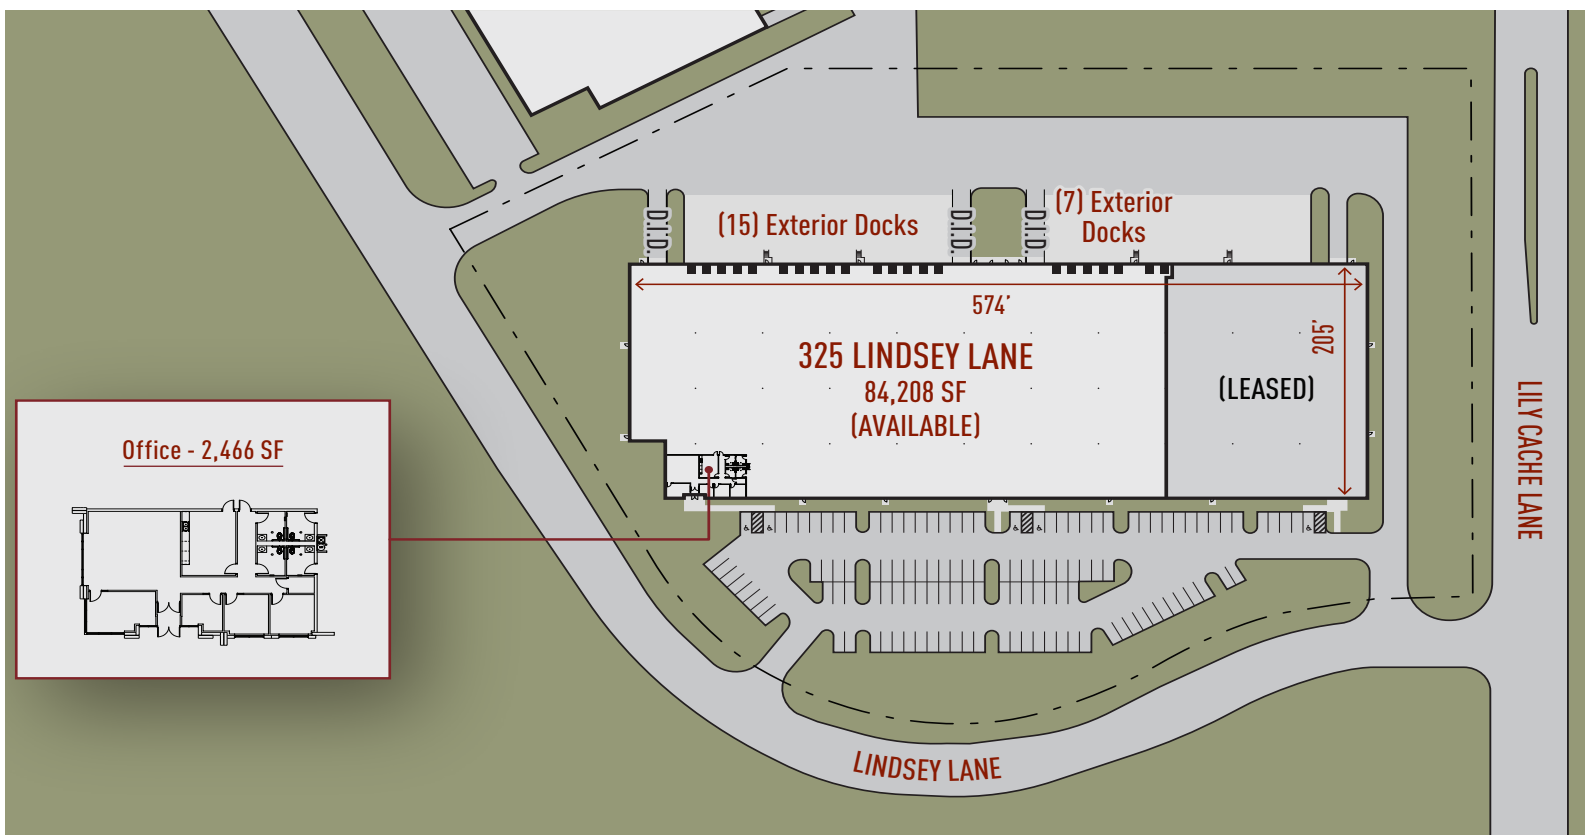 D.I.D.
(15) Exterior Docks
D.I.D.
D.I.D.
(7) Exterior
Docks
574'
205'
325 LINDSEY LANE
84,208 SF
(AVAILABLE)
(LEASED)
Office - 2,466 SF
LILY CACHE LANE
LINDSEY LANE